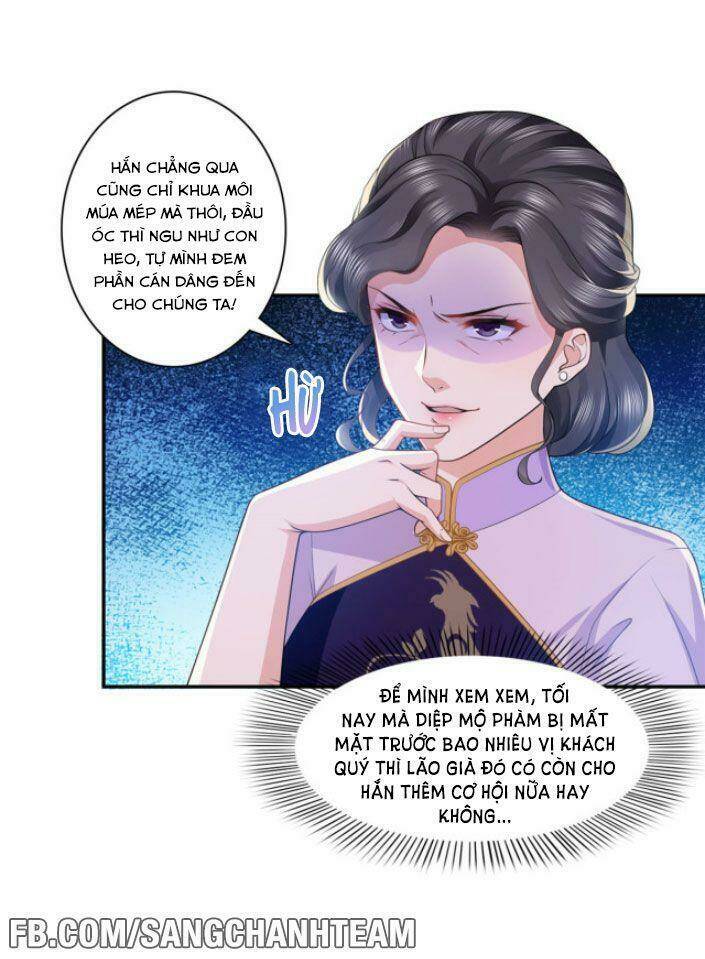 HẮN CHẲNG QUA
CŨNG CHỈ KHUA MÔI
MÚA MÉP MÀ THÔI, ĐẦU
ÓC THÌ NGU NHƯ CON
HEO, TỰ MÌNH ĐEM
PHẦN CÁN DÂNG ĐẾN
CHO CHÚNG TA!
HỪ
ĐỂ MÌNH XEM XEM, TỐI
NAY MÀ DIỆP MỘ PHÀM BỊ MẤT
MẶT TRƯỚC BAO NHIÊU VỊ KHÁCH
QUÝ THÌ LÃO GIÀ ĐÓ CÓ CÒN CHO
HẮN THÊM CƠ HỘI NỮA HAY
KHÔNG...
FB.COM/SANGCHANHTEAM